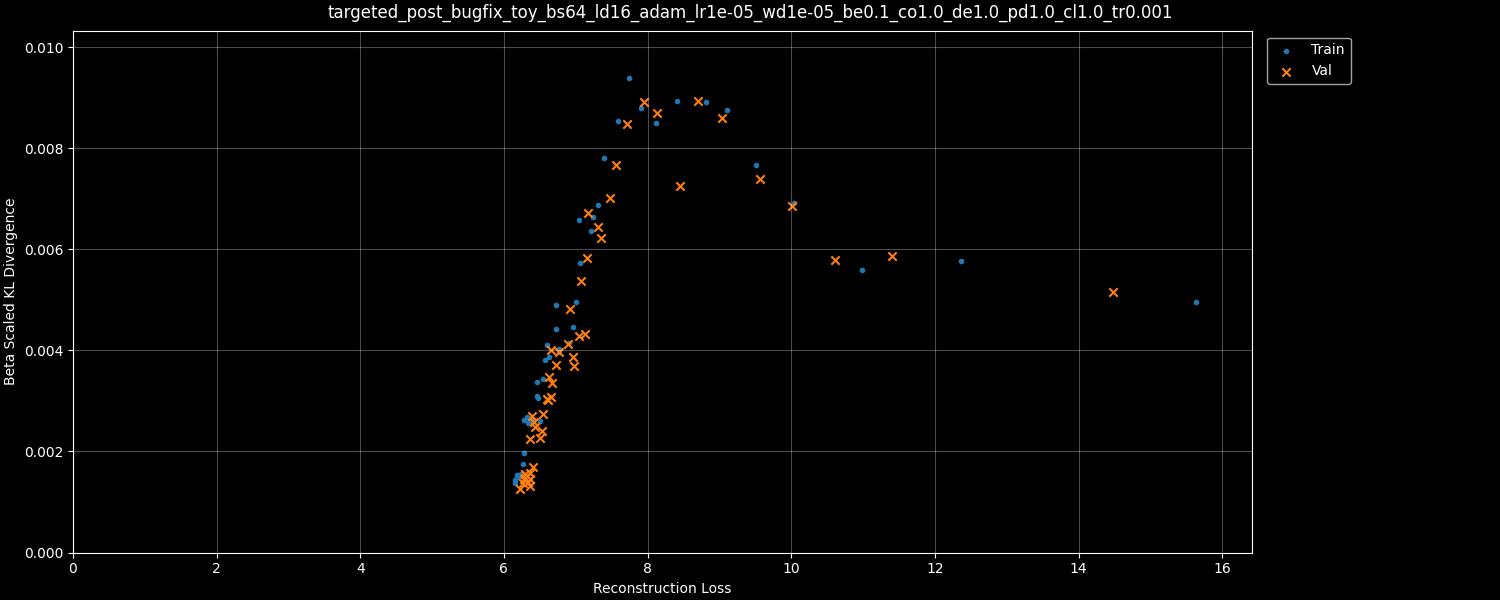 targeted_post_bugfix_toy_bs64_ld16_adam_lr1e-05_wd1e-05_be0.1_co1.0_de1.0_pd1.0_cl1.0_tr0.001
Train
Val
0.010
0.008
0.006
0.004
0.002
0.000
Beta Scaled KL Divergence
0 2 4 6 8 10 12 14 16
Reconstruction Loss